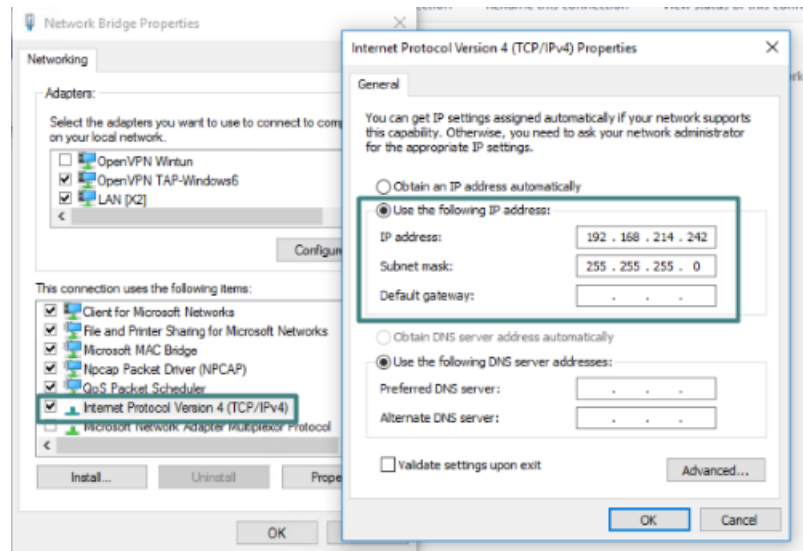 Network Bridge Properties
Networking
Adapters:
Select the adapters you want to use to connect to com
on your local network.
OpenVPN Wintun
OpenVPN TAP-Windows6
LAN [X2]
Configure
This connection uses the following items:
Client for Microsoft Networks
File and Printer Sharing for Microsoft Networks
Microsoft MAC Bridge
Npcap Packet Driver (NPCAP)
QoS Packet Scheduler
Internet Protocol Version 4 (TCP/IPv4)
Microsoft Network Adapter Multiplexor Protocol
Install...
Uninstall
Prope
OK
Internet Protocol Version 4 (TCP/IPv4) Properties
General
You can get IP settings assigned automatically if your network supports
this capability. Otherwise, you need to ask your network administrator
for the appropriate IP settings.
Obtain an IP address automatically
Use the following IP address:
IP address: 192 . 168 . 214 . 242
Subnet mask: 255 . 255 . 255 . 0
Default gateway: . . .
Obtain DNS server address automatically
Use the following DNS server addresses:
Preferred DNS server: . . .
Alternate DNS server: . . .
Validate settings upon exit
Advanced...
OK
Cancel